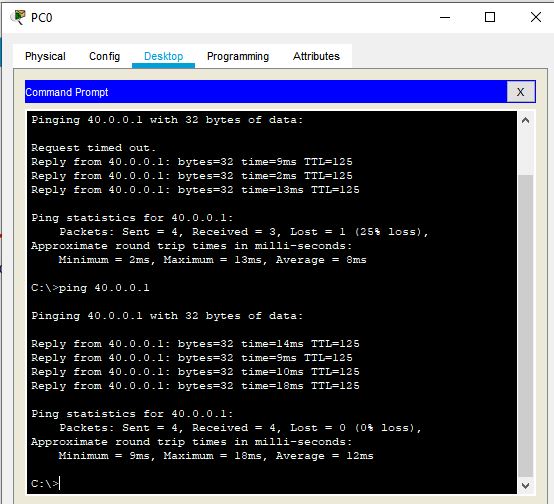 PC0
Physical Config Desktop Programming Attributes
Command Prompt X
Pinging 40.0.0.1 with 32 bytes of data:
Request timed out.
Reply from 40.0.0.1: bytes=32 time=9ms TTL=125
Reply from 40.0.0.1: bytes=32 time=2ms TTL=125
Reply from 40.0.0.1: bytes=32 time=13ms TTL=125
Ping statistics for 40.0.0.1:
Packets: Sent = 4, Received = 3, Lost = 1 (25% loss),
Approximate round trip times in milli-seconds:
Minimum = 2ms, Maximum = 13ms, Average = 8ms
C:\>ping 40.0.0.1
Pinging 40.0.0.1 with 32 bytes of data:
Reply from 40.0.0.1: bytes=32 time=14ms TTL=125
Reply from 40.0.0.1: bytes=32 time=9ms TTL=125
Reply from 40.0.0.1: bytes=32 time=10ms TTL=125
Reply from 40.0.0.1: bytes=32 time=18ms TTL=125
Ping statistics for 40.0.0.1:
Packets: Sent = 4, Received = 4, Lost = 0 (0% loss),
Approximate round trip times in milli-seconds:
Minimum = 9ms, Maximum = 18ms, Average = 12ms
C:\>